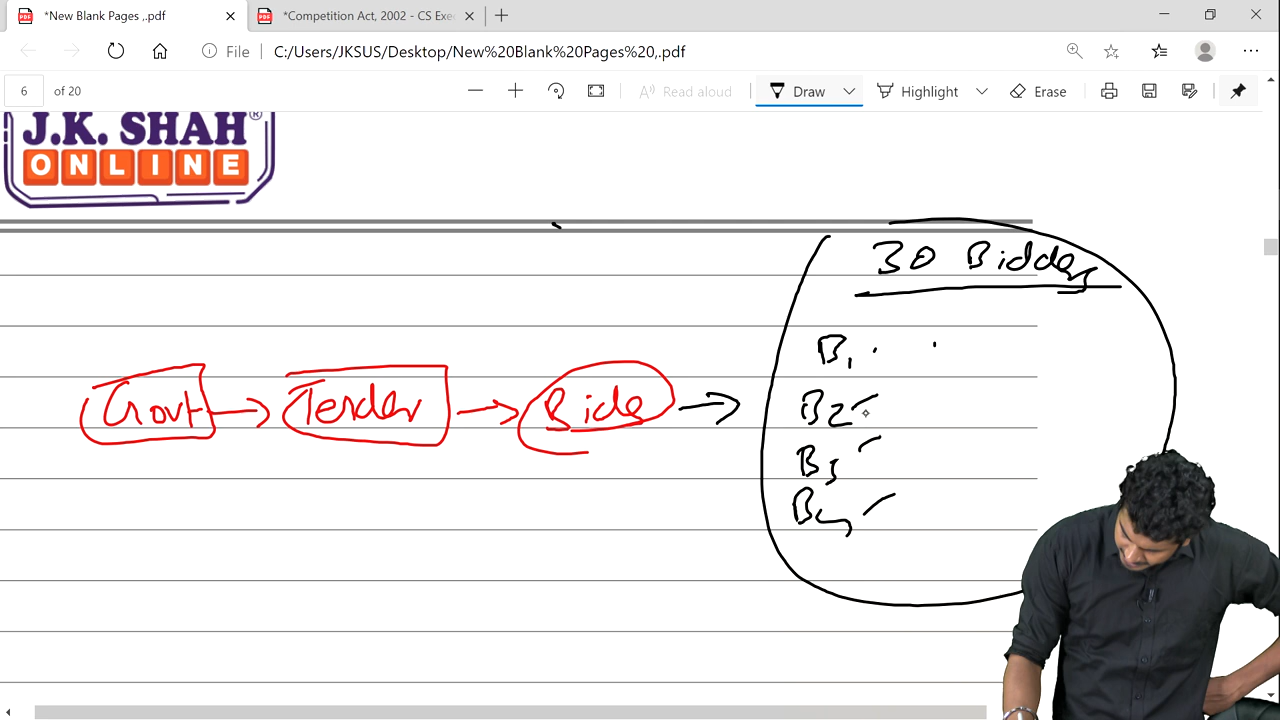 *New Blank Pages ,.pdf
*Competition Act, 2002 - CS Exe
File
C:/Users/JKSUS/Desktop/New%20Blank%20Pages%20,.pdf
6 of 20
Read aloud
Draw
Highlight
Erase
J.K. SHAH®
ONLINE
30 Bidders
B1
Govt → Tender → Bids →
B2
B3
B4